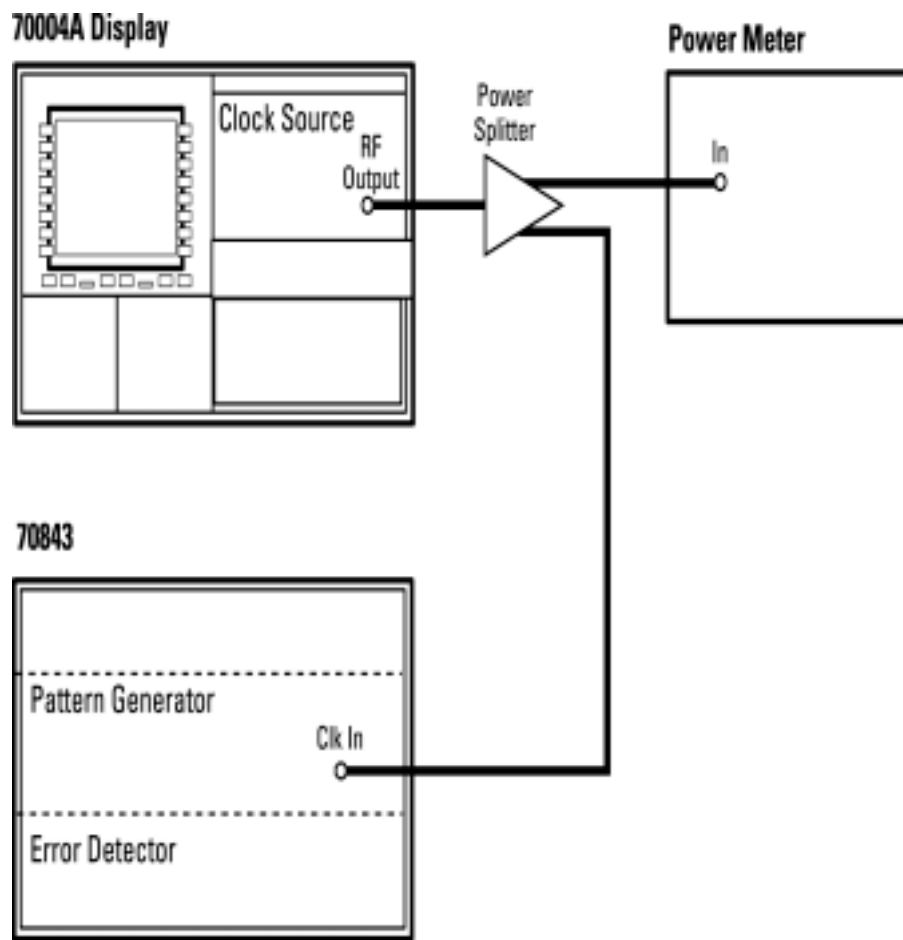 70004A Display
Power Meter
Power
Splitter
Clock Source
RF
Output
In
70843
Pattern Generator
Clk In
Error Detector